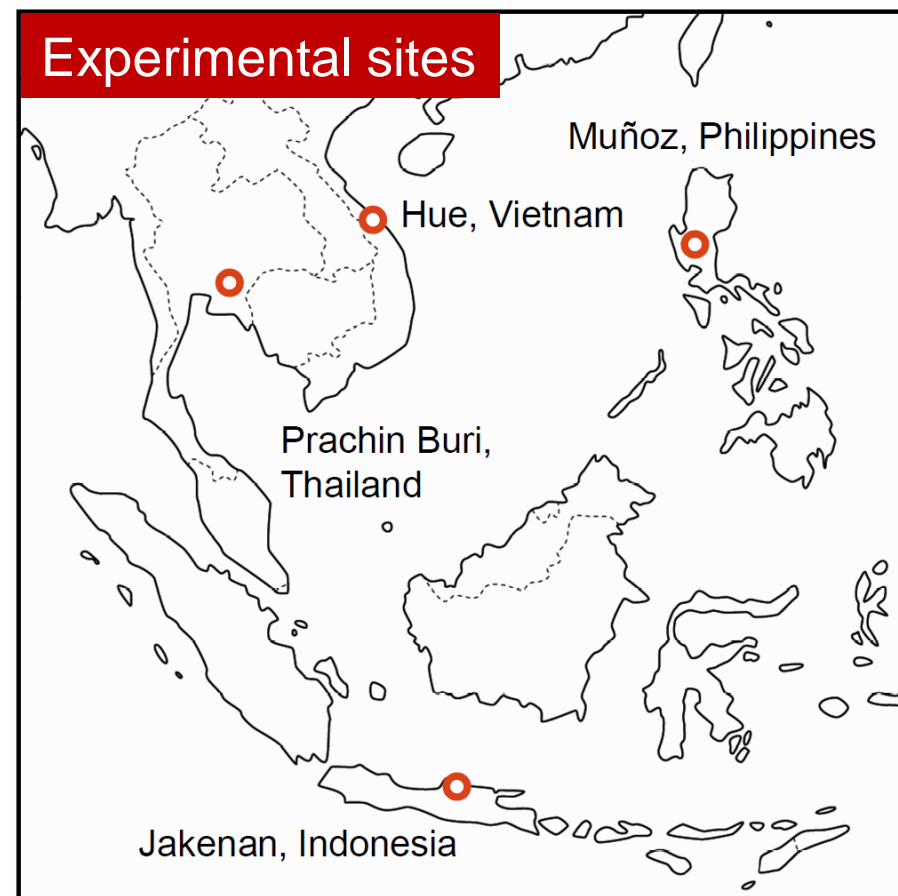 Experimental sites
Muñoz, Philippines
Hue, Vietnam
Prachin Buri,
Thailand
Jakenan, Indonesia